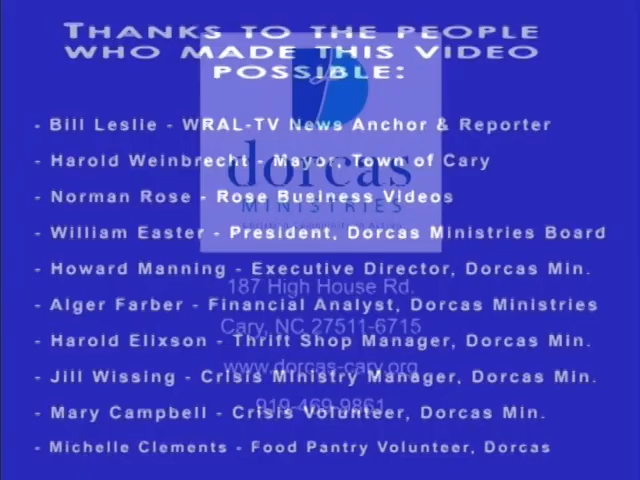 THANKS TO THE PEOPLE
WHO MADE THIS VIDEO
POSSIBLE:
- Bill Leslie - WRAL-TV News Anchor & Reporter
- Harold Weinbrecht - Mayor, Town of Cary
dorcas
- Norman Rose - Rose Business Videos
MINISTRIES
- William Easter - President, Dorcas Ministries Board
- Howard Manning - Executive Director, Dorcas Min.
187 High House Rd.
- Alger Farber - Financial Analyst, Dorcas Ministries
Cary, NC 27511-6715
- Harold Elixson - Thrift Shop Manager, Dorcas Min.
www.dorcas-cary.org
- Jill Wissing - Crisis Ministry Manager, Dorcas Min.
919-469-9861
- Mary Campbell - Crisis Volunteer, Dorcas Min.
- Michelle Clements - Food Pantry Volunteer, Dorcas